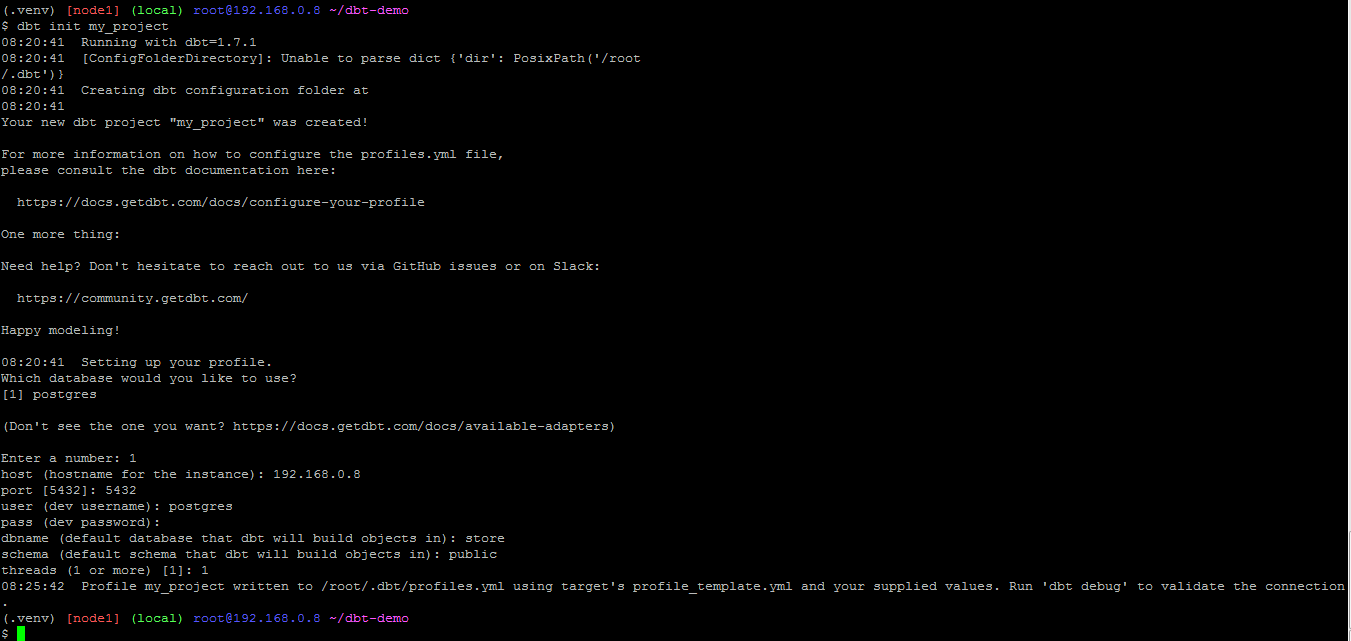 (.venv) [node1] (local) root@192.168.0.8 ~/dbt-demo
$ dbt init my_project
08:20:41  Running with dbt=1.7.1
08:20:41  [ConfigFolderDirectory]: Unable to parse dict {'dir': PosixPath('/root
/.dbt')}
08:20:41  Creating dbt configuration folder at
08:20:41
Your new dbt project "my_project" was created!

For more information on how to configure the profiles.yml file,
please consult the dbt documentation here:

  https://docs.getdbt.com/docs/configure-your-profile

One more thing:

Need help? Don't hesitate to reach out to us via GitHub issues or on Slack:

  https://community.getdbt.com/

Happy modeling!

08:20:41  Setting up your profile.
Which database would you like to use?
[1] postgres

(Don't see the one you want? https://docs.getdbt.com/docs/available-adapters)

Enter a number: 1
host (hostname for the instance): 192.168.0.8
port [5432]: 5432
user (dev username): postgres
pass (dev password):
dbname (default database that dbt will build objects in): store
schema (default schema that dbt will build objects in): public
threads (1 or more) [1]: 1
08:25:42  Profile my_project written to /root/.dbt/profiles.yml using target's profile_template.yml and your supplied values. Run 'dbt debug' to validate the connection
.
(.venv) [node1] (local) root@192.168.0.8 ~/dbt-demo
$